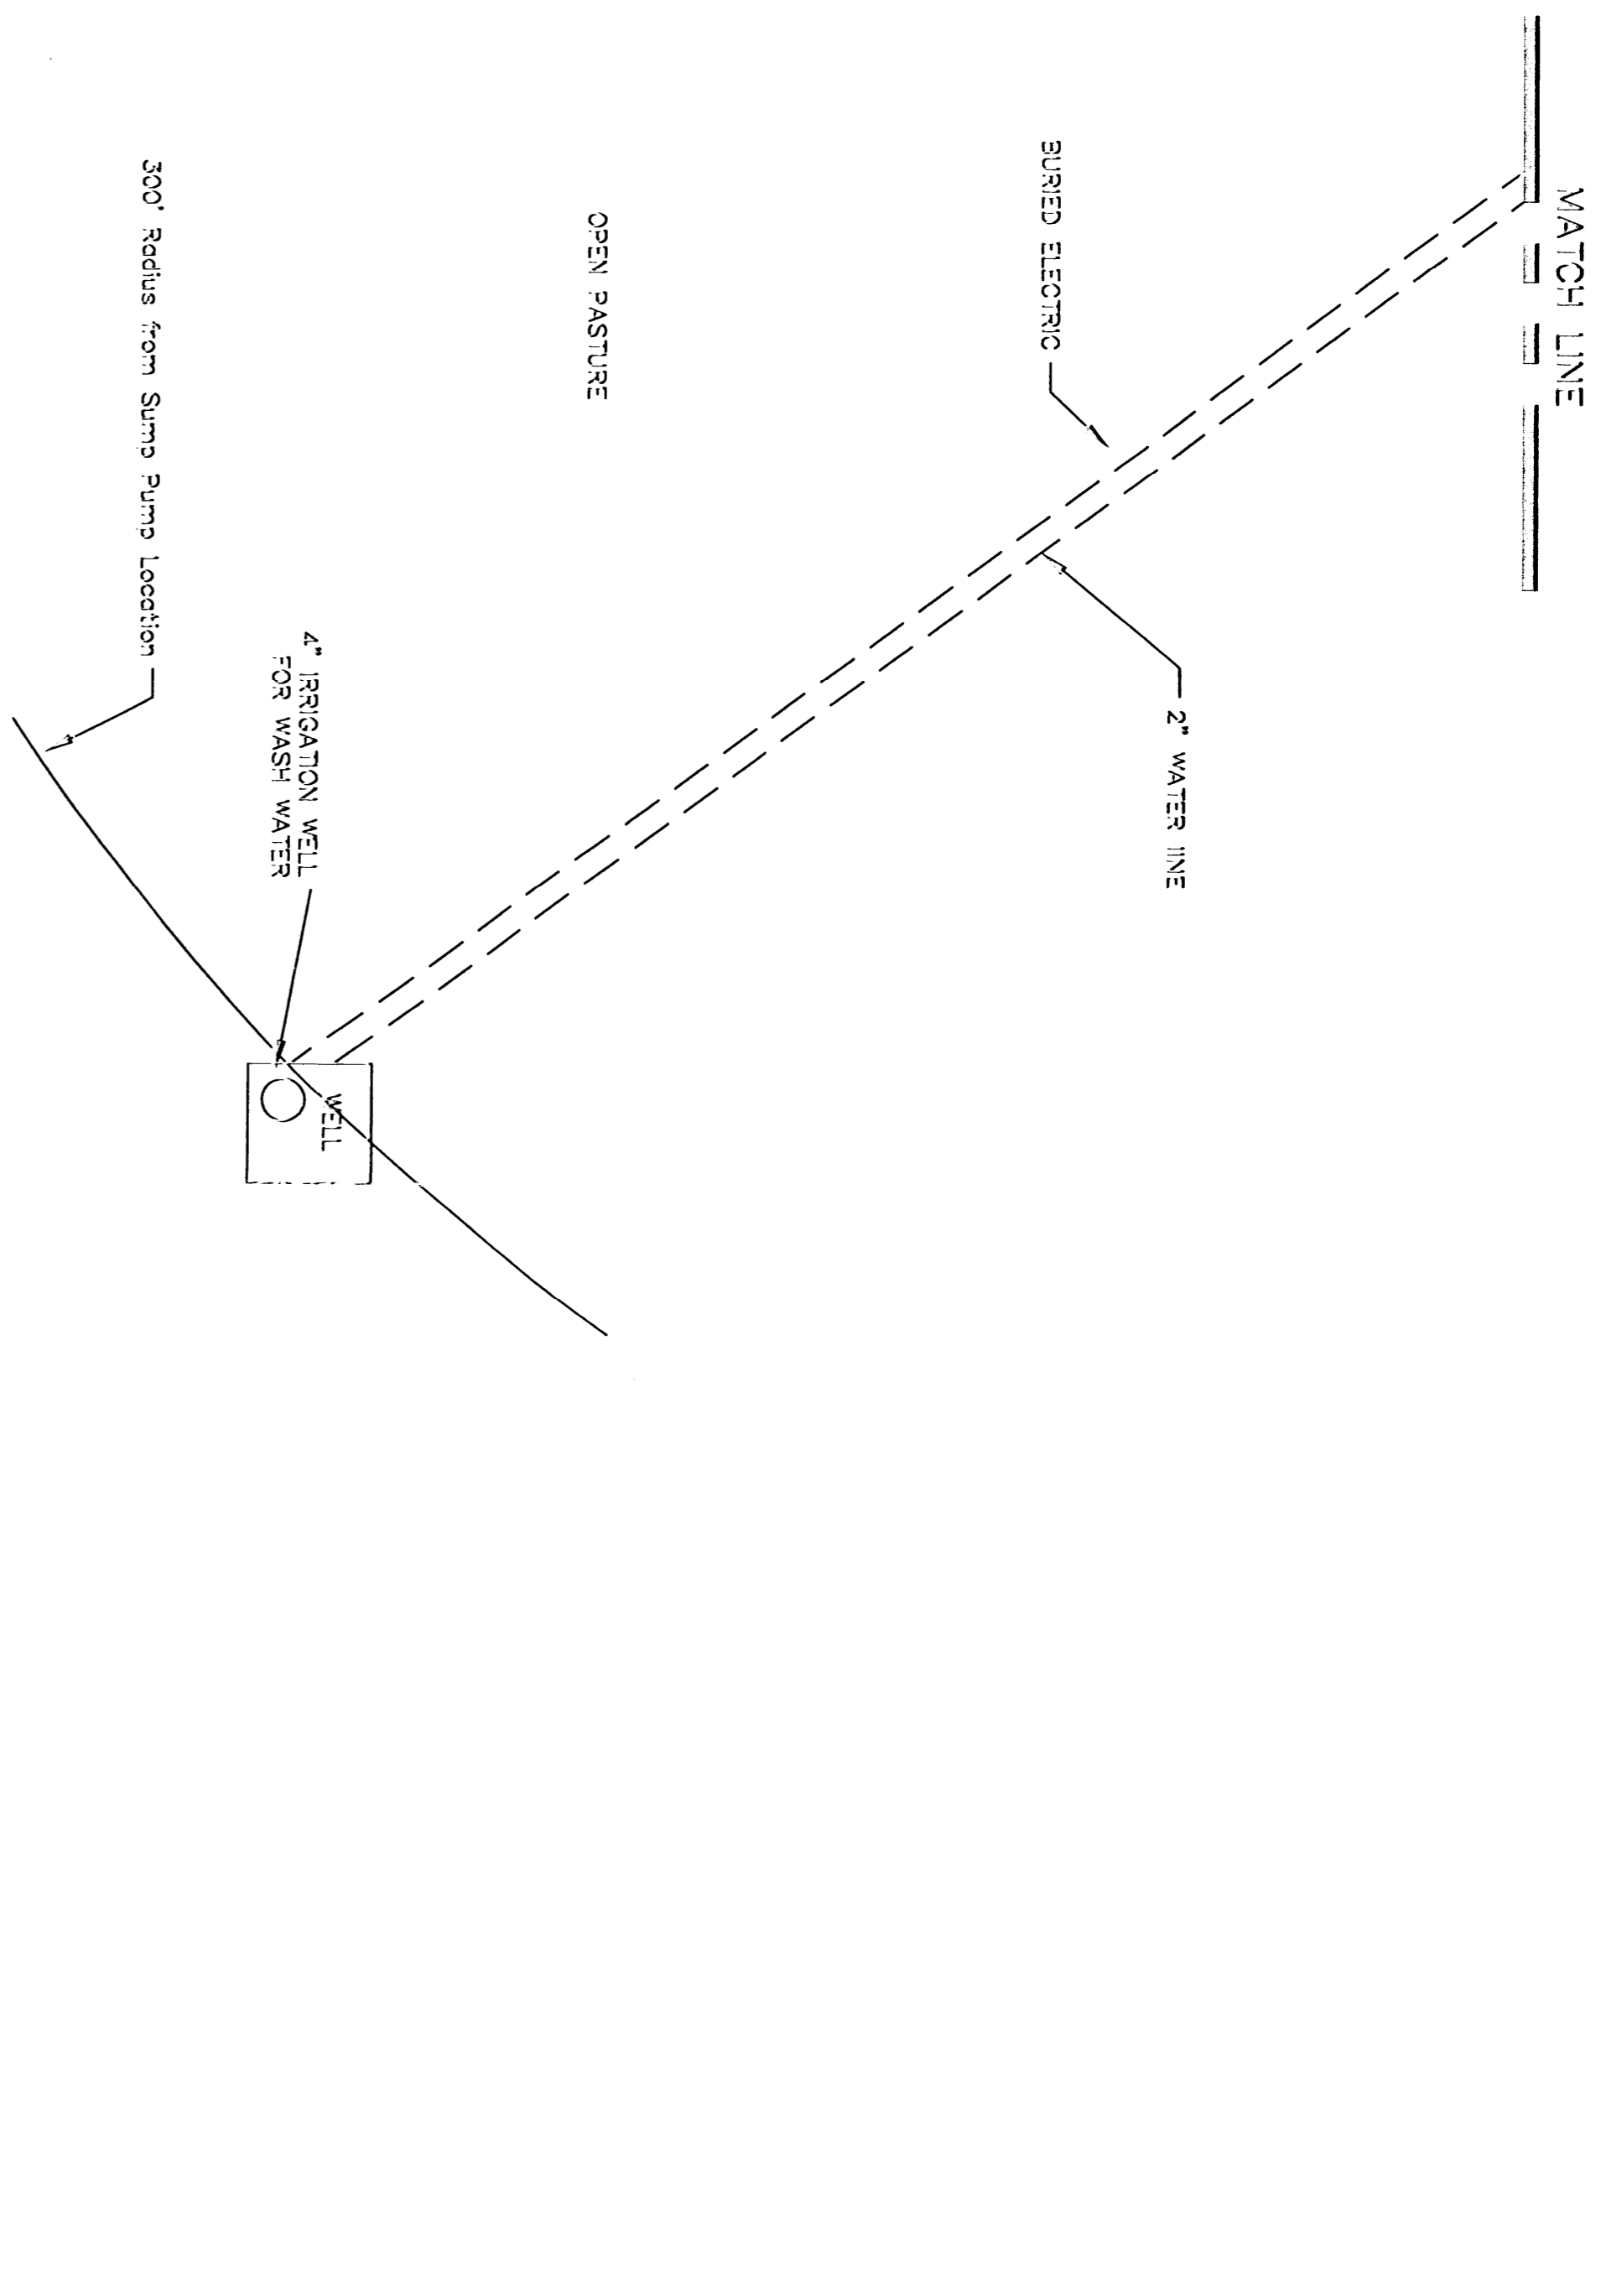 MATCH LINE
2" WATER LINE
BURIED ELECTRIC
OPEN PASTURE
WELL
4" IRRIGATION WELL
FOR WASH WATER
300' Radius from Sump Pump Location